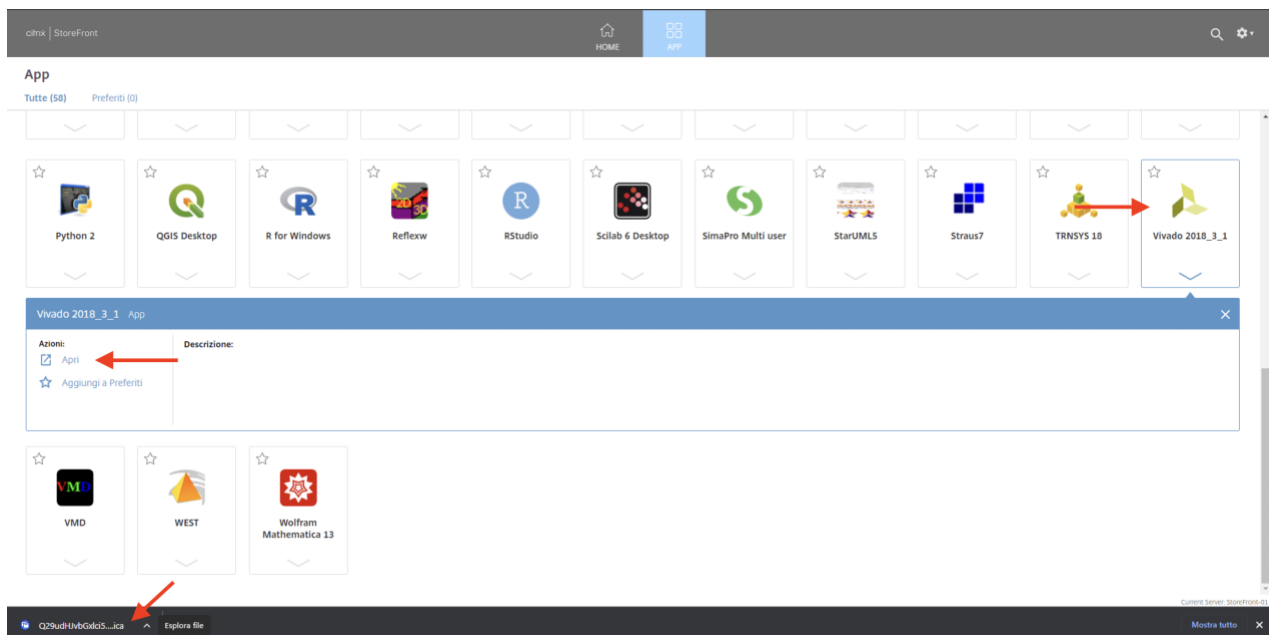 citrix | StoreFront
HOME
APP
App
Tutte (58) Preferiti (0)
Python 2
QGIS Desktop
R for Windows
Reflexw
RStudio
Scilab 6 Desktop
SimaPro Multi user
StarUML5
Straus7
TRNSYS 18
Vivado 2018_3_1
Vivado 2018_3_1 App
Azioni:
Descrizione:
Apri
Aggiungi a Preferiti
VMD
WEST
Wolfram
Mathematica 13
Current Server: StoreFront-01
Esplora file
Mostra tutto